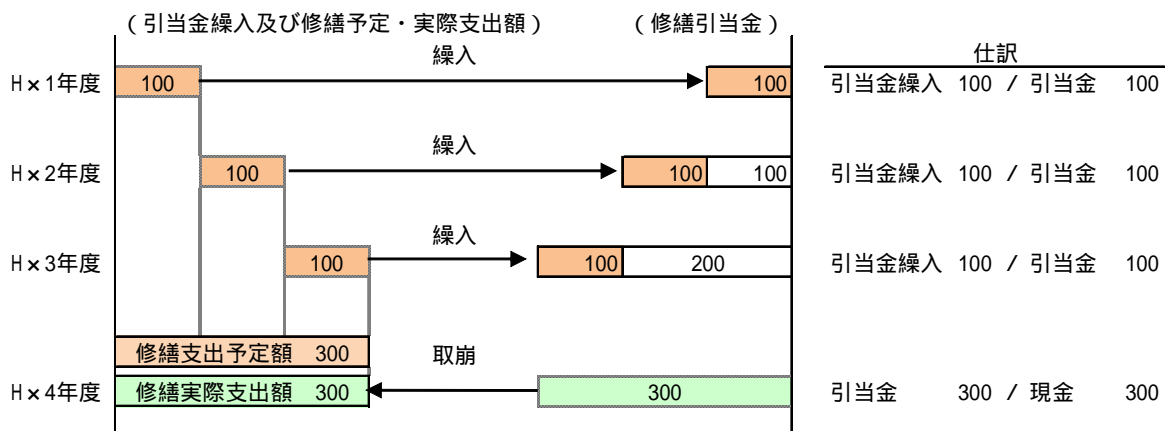 （引当金繰入及び修繕予定・実際支出額） （修繕引当金）
仕訳
繰入
H×1年度 100 100 引当金繰入 100 / 引当金 100
繰入
H×2年度 100 100 100 引当金繰入 100 / 引当金 100
繰入
H×3年度 100 100 200 引当金繰入 100 / 引当金 100
修繕支出予定額 300 取崩
H×4年度 修繕実際支出額 300 300 引当金 300 / 現金 300